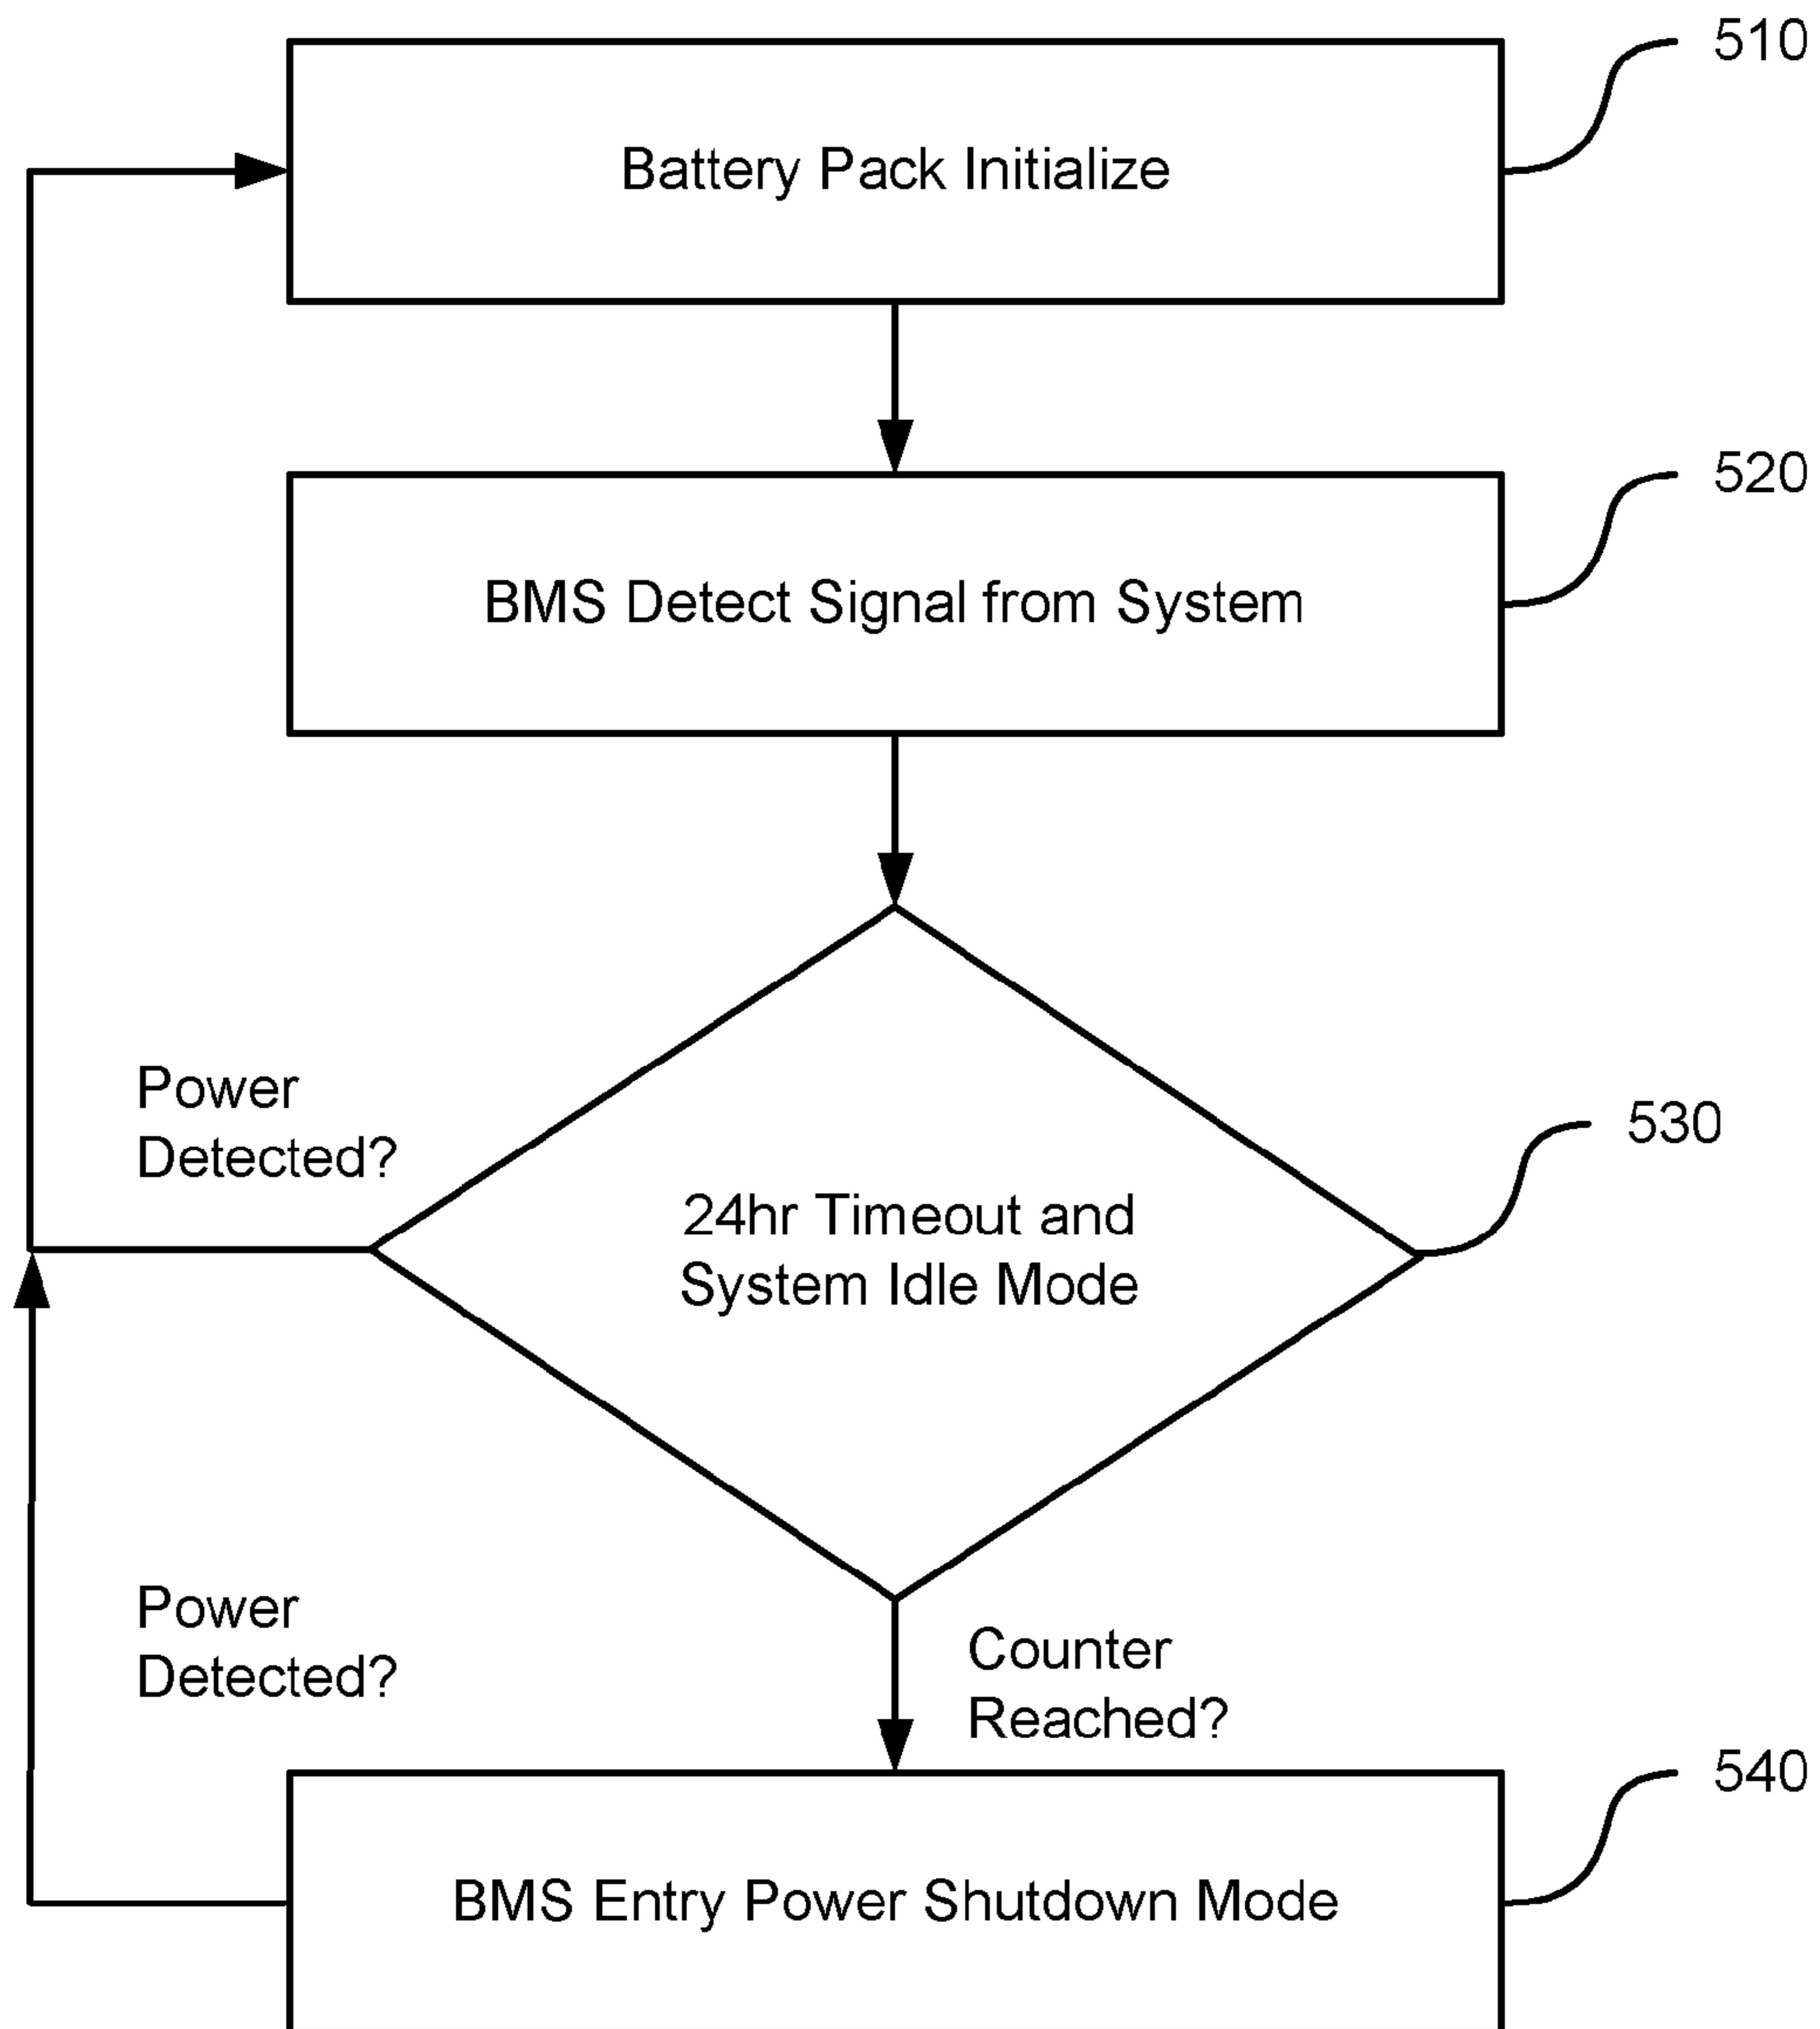 510
Battery Pack Initialize
520
BMS Detect Signal from System
Power
Detected?
530
24hr Timeout and
System Idle Mode
Power
Detected?
Counter
Reached?
540
BMS Entry Power Shutdown Mode